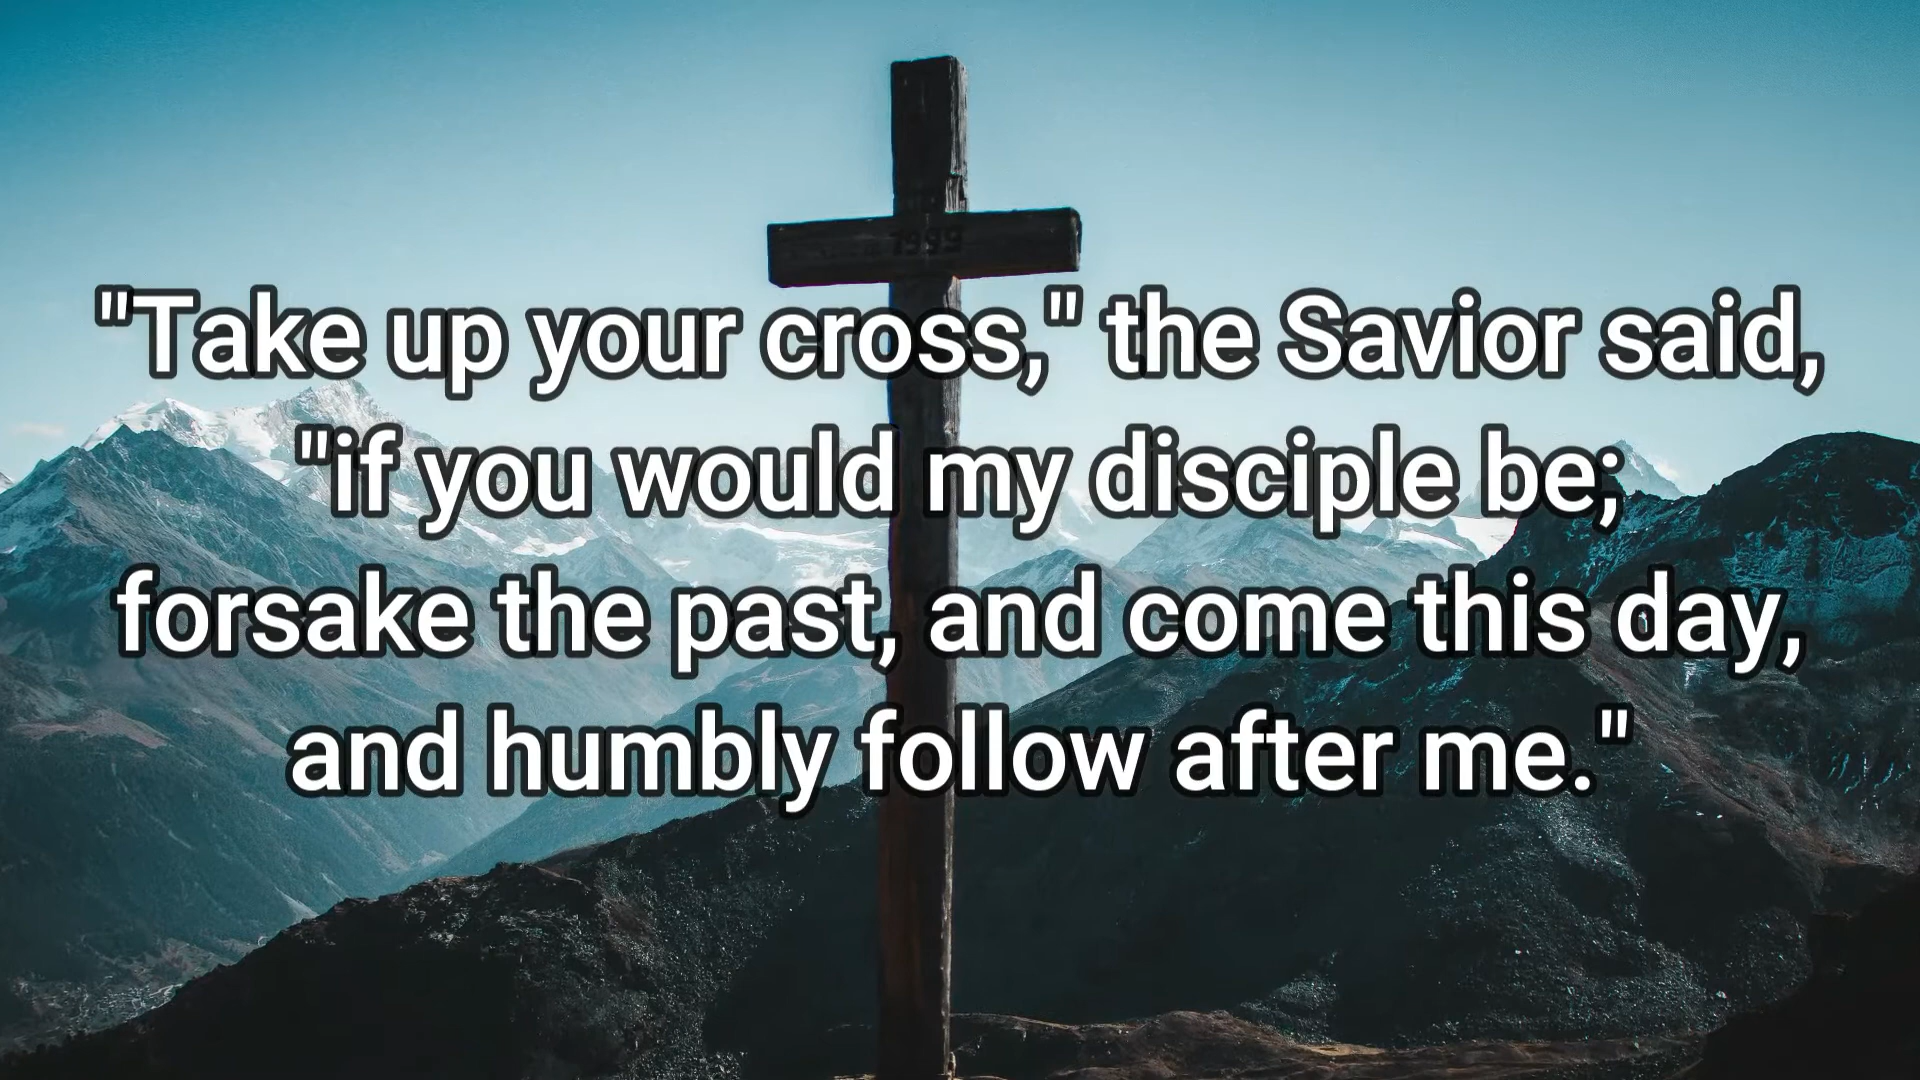 1999
"Take up your cross," the Savior said,
"if you would my disciple be;
forsake the past, and come this day,
and humbly follow after me."